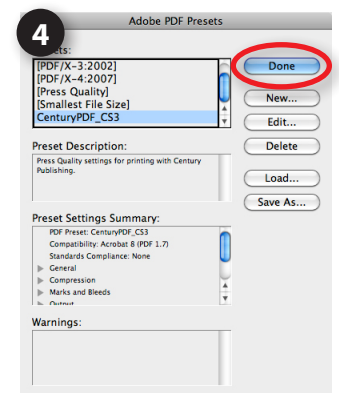 Adobe PDF Presets
4
ets:
[PDF/X-3:2002]
[PDF/X-4:2007]
[Press Quality]
[Smallest File Size]
CenturyPDF_CS3
Done
New...
Edit...
Delete
Load...
Save As...
Preset Description:
Press Quality settings for printing with Century
Publishing.
Preset Settings Summary:
PDF Preset: CenturyPDF_CS3
Compatibility: Acrobat 8 (PDF 1.7)
Standards Compliance: None
General
Compression
Marks and Bleeds
Output
Warnings: